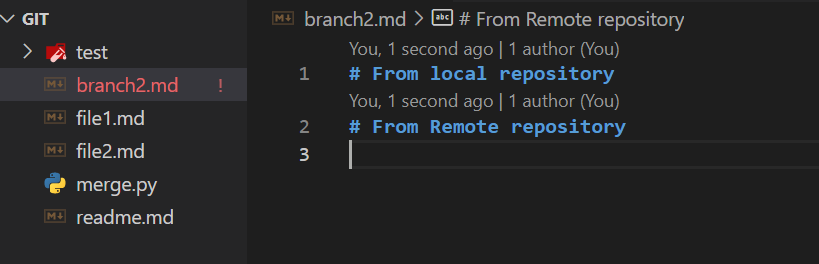 GIT
test
branch2.md !
file1.md
file2.md
merge.py
readme.md
branch2.md > abc # From Remote repository
You, 1 second ago | 1 author (You)
1 # From local repository
You, 1 second ago | 1 author (You)
2 # From Remote repository
3